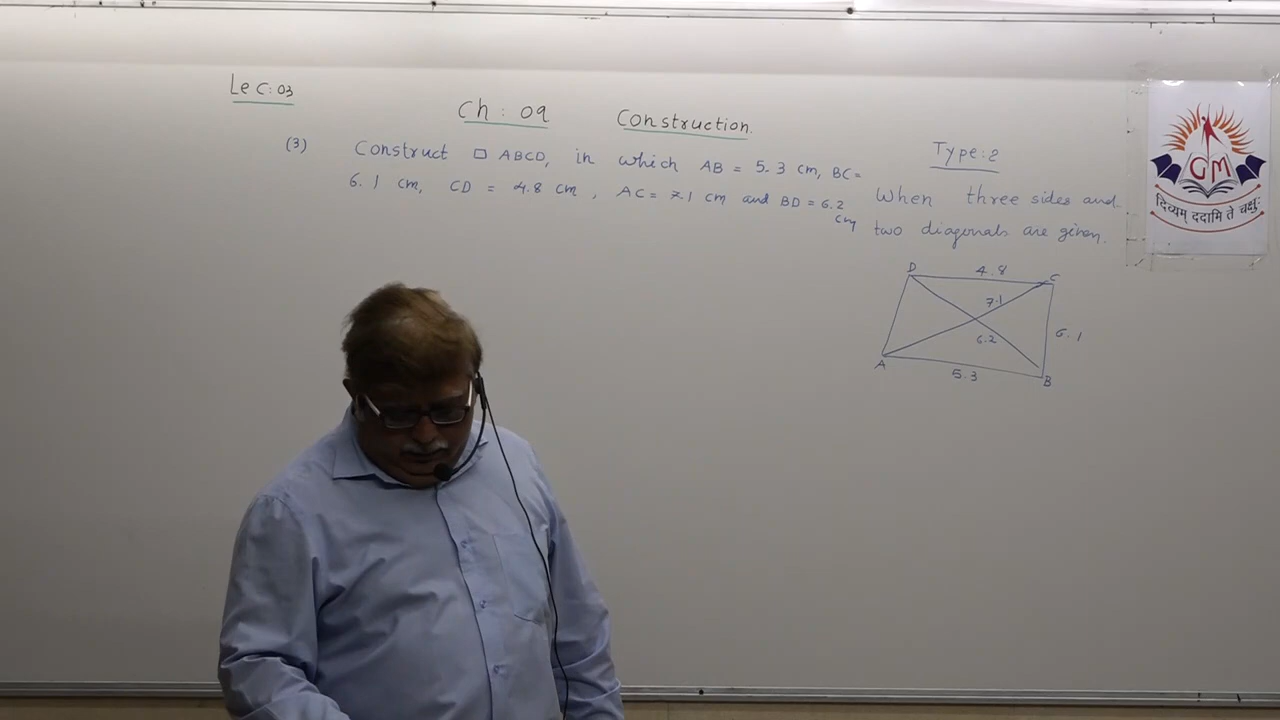 Lec: 03
Ch: 09 Construction.
(3) Construct □ ABCD, in which AB = 5.3 cm, BC =
6.1 cm, CD = 4.8 cm, AC = 7.1 cm and BD = 6.2
cm
Type: 2
When three sides and
two diagonals are given.
D 4.8 C
7.1
6.2
6.1
A 5.3 B
GM
दिव्यम् ददामि ते चक्षुः